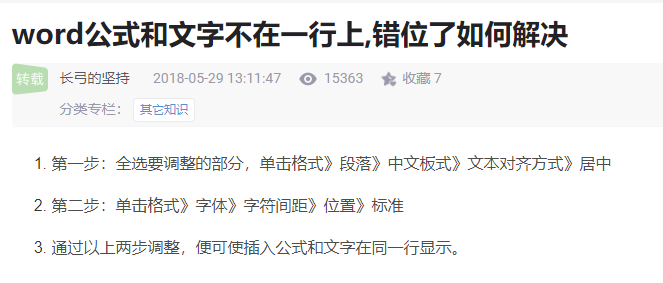 word公式和文字不在一行上,错位了如何解决
转载 长弓的坚持 2018-05-29 13:11:47 15363 收藏 7
分类专栏： 其它知识
1. 第一步：全选要调整的部分，单击格式》段落》中文板式》文本对齐方式》居中
2. 第二步：单击格式》字体》字符间距》位置》标准
3. 通过以上两步调整，便可使插入公式和文字在同一行显示。